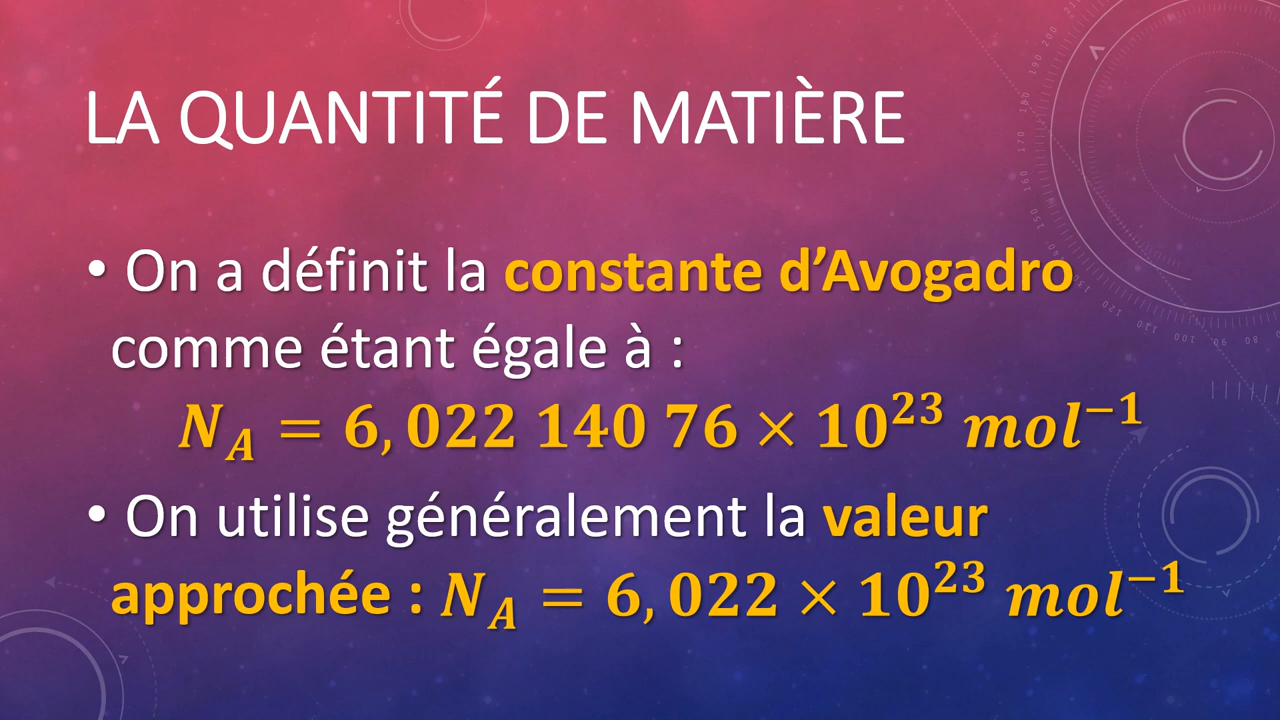 LA QUANTITÉ DE MATIÈRE
• On a définit la constante d'Avogadro
comme étant égale à :
N_A = 6,022 140 76 × 10^23 mol^−1
• On utilise généralement la valeur
approchée : N_A = 6,022 × 10^23 mol^−1